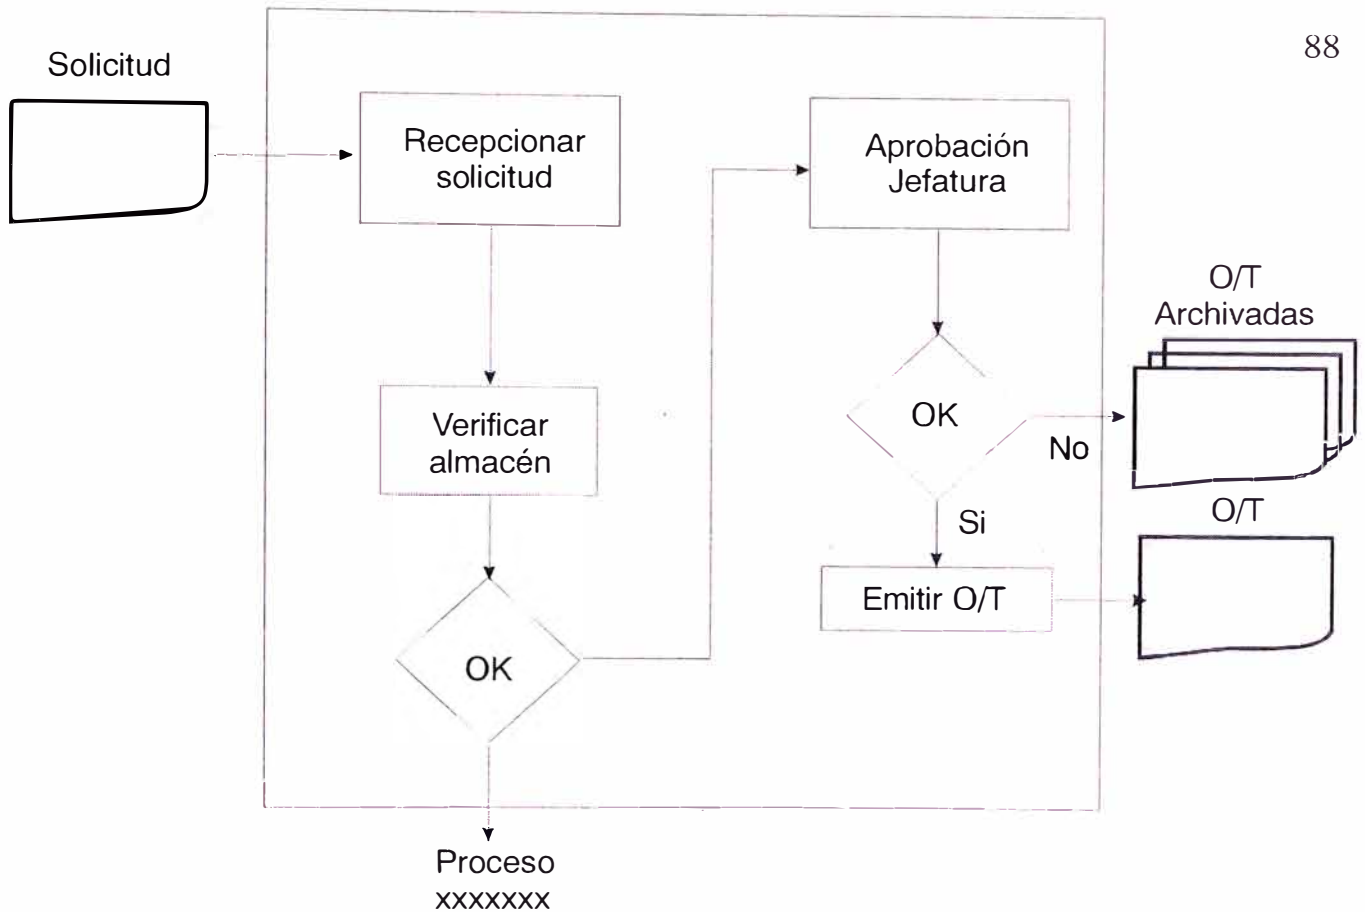 88
Solicitud
Recepcionar
solicitud
Verificar
almacén
OK
Proceso
xxxxxxx
Aprobación
Jefatura
OK
No
Si
Emitir O/T
O/T
Archivadas
O/T